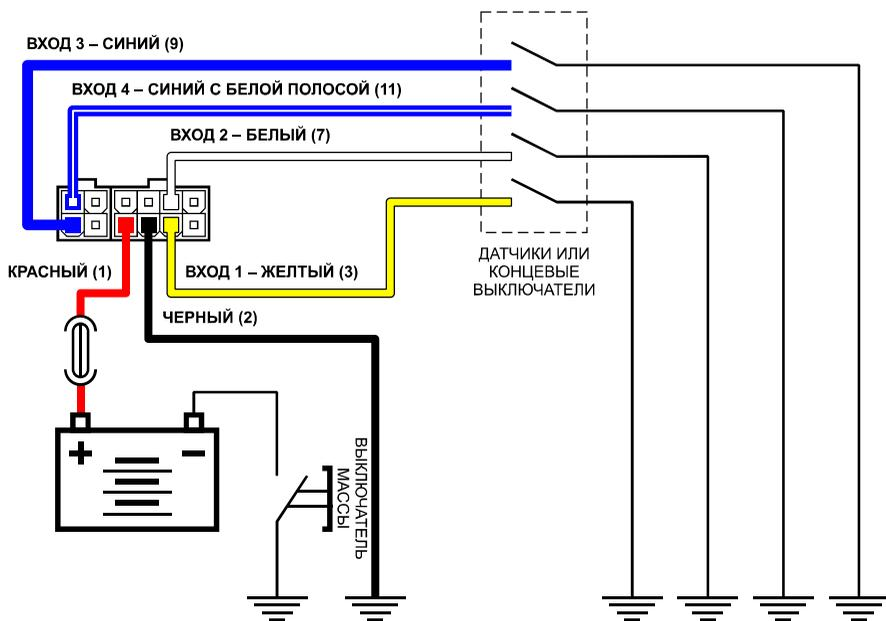 ВХОД 3 – СИНИЙ (9)
ВХОД 4 – СИНИЙ С БЕЛОЙ ПОЛОСОЙ (11)
ВХОД 2 – БЕЛЫЙ (7)
ДАТЧИКИ ИЛИ
КОНЦЕВЫЕ
ВЫКЛЮЧАТЕЛИ
КРАСНЫЙ (1)
ВХОД 1 – ЖЕЛТЫЙ (3)
ЧЕРНЫЙ (2)
+ –
ВЫКЛЮЧАТЕЛЬ
МАССЫ